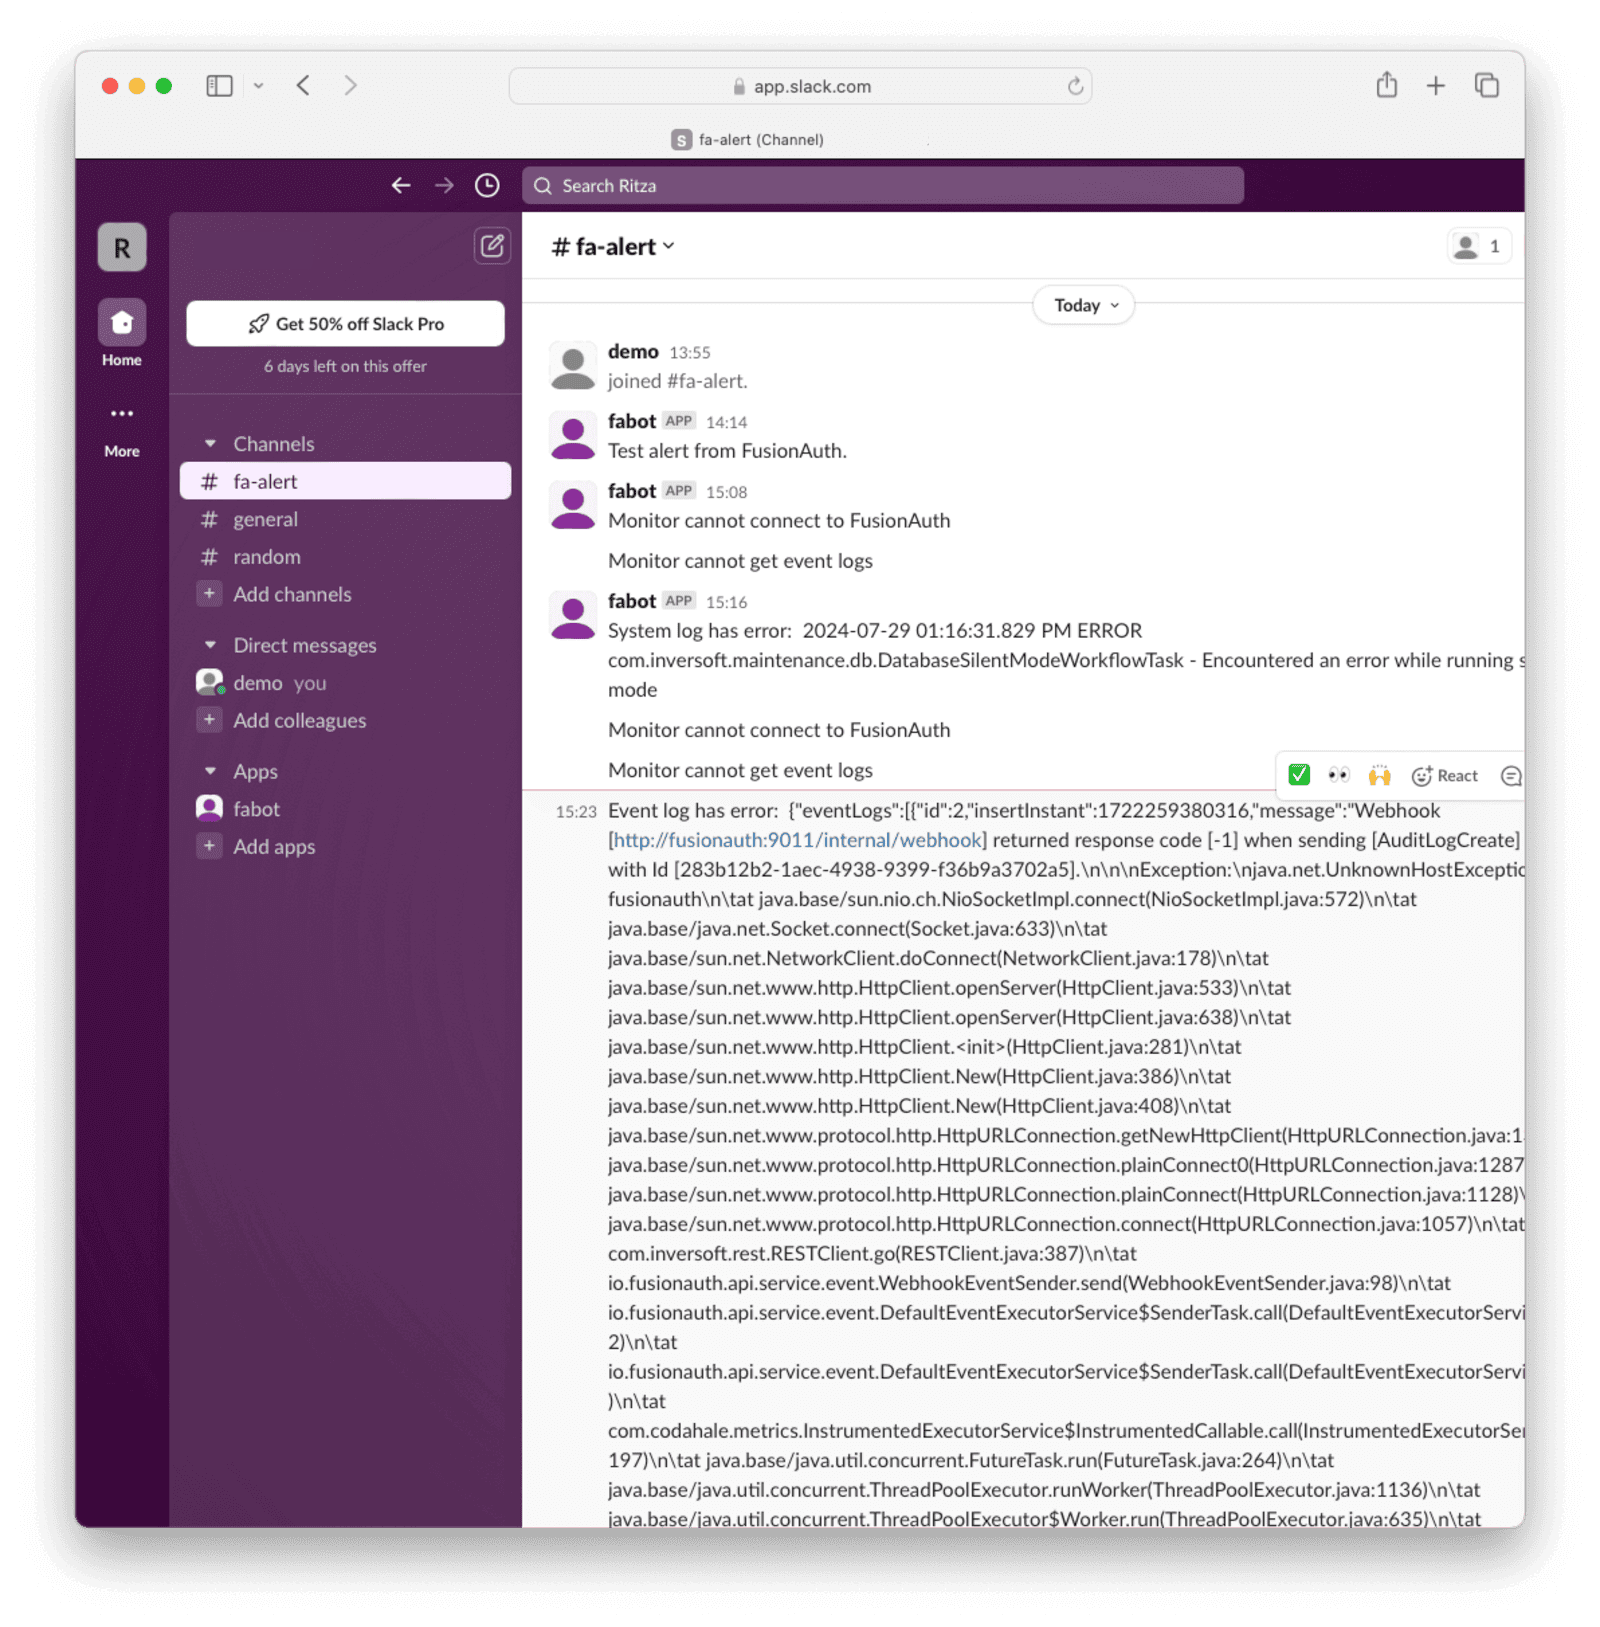 app.slack.com
S fa-alert (Channel)
Search Ritza
R
Home
More
Get 50% off Slack Pro
6 days left on this offer
Channels
# fa-alert
# general
# random
+ Add channels
Direct messages
demo you
+ Add colleagues
Apps
fabot
+ Add apps
# fa-alert
1
Today
demo 13:55
joined #fa-alert.
fabot APP 14:14
Test alert from FusionAuth.
fabot APP 15:08
Monitor cannot connect to FusionAuth
Monitor cannot get event logs
fabot APP 15:16
System log has error: 2024-07-29 01:16:31.829 PM ERROR
com.inversoft.maintenance.db.DatabaseSilentModeWorkflowTask - Encountered an error while running s
mode
Monitor cannot connect to FusionAuth
Monitor cannot get event logs
React
15:23 Event log has error: {"eventLogs":[{"id":2,"insertInstant":1722259380316,"message":"Webhook
[http://fusionauth:9011/internal/webhook] returned response code [-1] when sending [AuditLogCreate]
with Id [283b12b2-1aec-4938-9399-f36b9a3702a5].\n\n\nException:\njava.net.UnknownHostExceptic
fusionauth\n\tat java.base/sun.nio.ch.NioSocketImpl.connect(NioSocketImpl.java:572)\n\tat
java.base/java.net.Socket.connect(Socket.java:633)\n\tat
java.base/sun.net.NetworkClient.doConnect(NetworkClient.java:178)\n\tat
java.base/sun.net.www.http.HttpClient.openServer(HttpClient.java:533)\n\tat
java.base/sun.net.www.http.HttpClient.openServer(HttpClient.java:638)\n\tat
java.base/sun.net.www.http.HttpClient.<init>(HttpClient.java:281)\n\tat
java.base/sun.net.www.http.HttpClient.New(HttpClient.java:386)\n\tat
java.base/sun.net.www.http.HttpClient.New(HttpClient.java:408)\n\tat
java.base/sun.net.www.protocol.http.HttpURLConnection.getNewHttpClient(HttpURLConnection.java:1
java.base/sun.net.www.protocol.http.HttpURLConnection.plainConnect0(HttpURLConnection.java:1287
java.base/sun.net.www.protocol.http.HttpURLConnection.plainConnect(HttpURLConnection.java:1128)\
java.base/sun.net.www.protocol.http.HttpURLConnection.connect(HttpURLConnection.java:1057)\n\tat
com.inversoft.rest.RESTClient.go(RESTClient.java:387)\n\tat
io.fusionauth.api.service.event.WebhookEventSender.send(WebhookEventSender.java:98)\n\tat
io.fusionauth.api.service.event.DefaultEventExecutorService$SenderTask.call(DefaultEventExecutorServi
2)\n\tat
io.fusionauth.api.service.event.DefaultEventExecutorService$SenderTask.call(DefaultEventExecutorServi
)\n\tat
com.codahale.metrics.InstrumentedExecutorService$InstrumentedCallable.call(InstrumentedExecutorSer
197)\n\tat java.base/java.util.concurrent.FutureTask.run(FutureTask.java:264)\n\tat
java.base/java.util.concurrent.ThreadPoolExecutor.runWorker(ThreadPoolExecutor.java:1136)\n\tat
java.base/java.util.concurrent.ThreadPoolExecutor$Worker.run(ThreadPoolExecutor.java:635)\n\tat